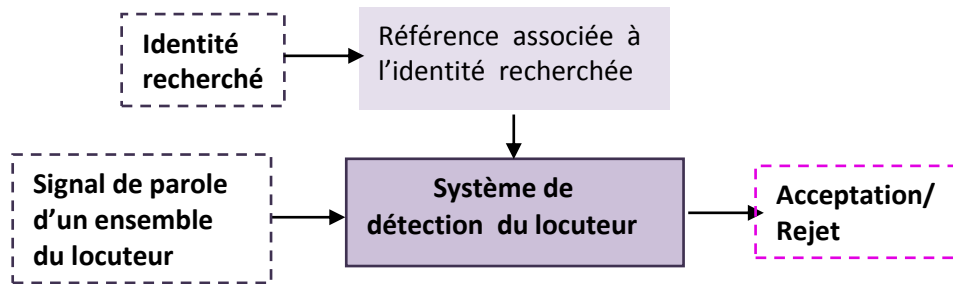 Identité
recherché
Référence associée à
l'identité recherchée
Signal de parole
d'un ensemble
du locuteur
Système de
détection du locuteur
Acceptation/
Rejet